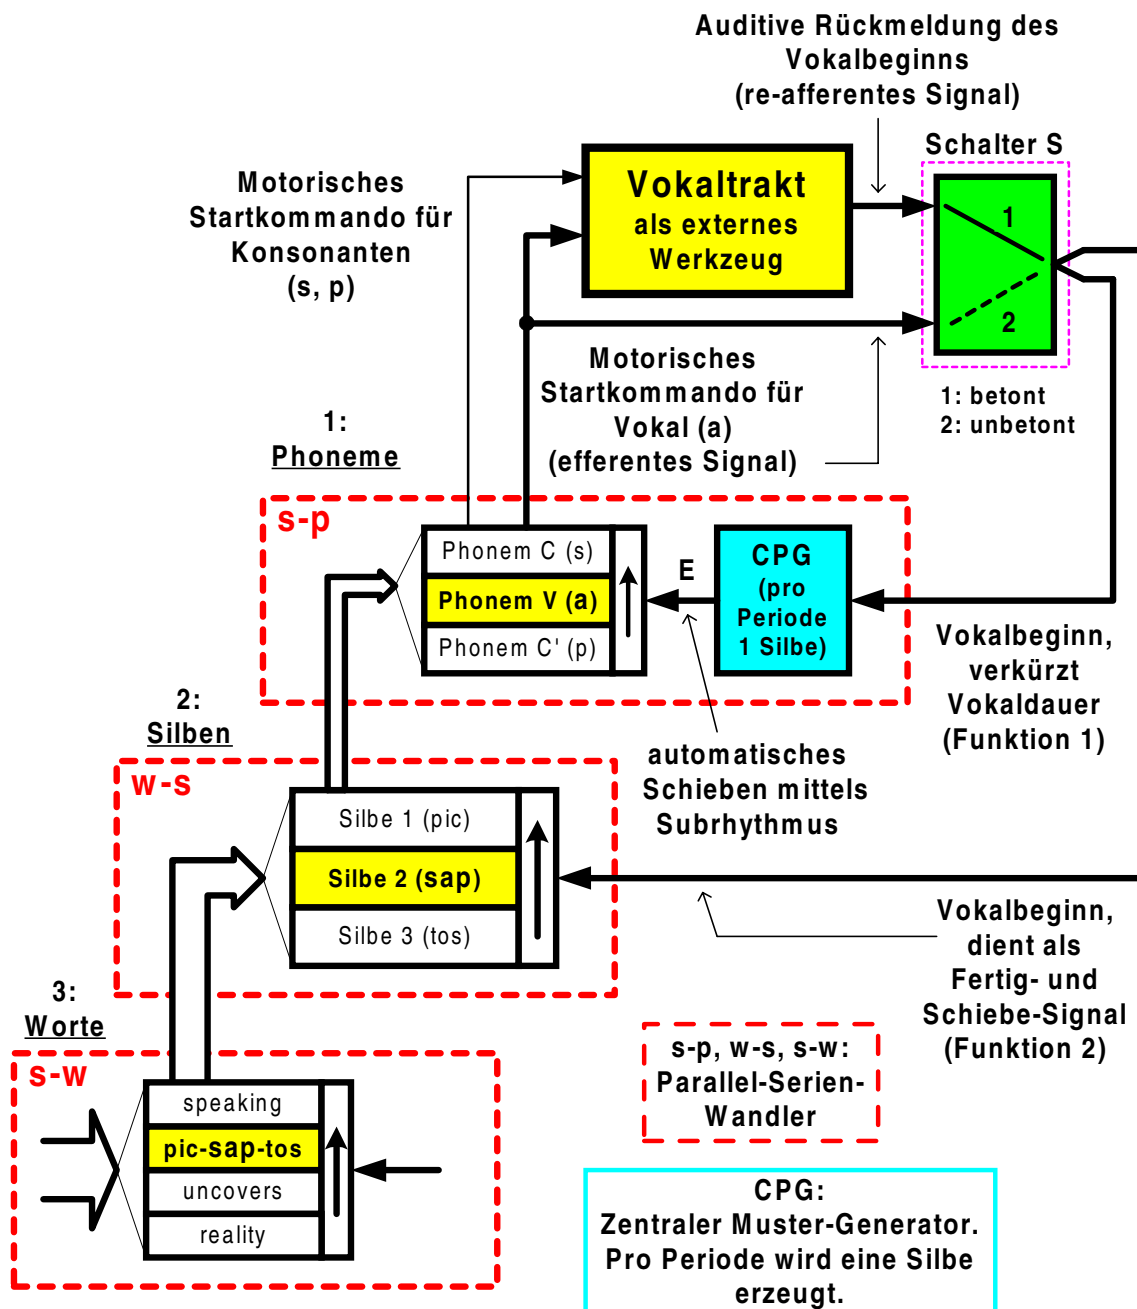 Auditive Rückmeldung des
Vokalbeginns
(re-afferentes Signal)
Schalter S
Motorisches
Startkommando für
Konsonanten
(s, p)
Vokaltrakt
als externes
Werkzeug
1
2
1: betont
2: unbetont
Motorisches
Startkommando für
Vokal (a)
(efferentes Signal)
1:
Phoneme
s-p
Phonem C (s)
Phonem V (a)
Phonem C' (p)
E
CPG
(pro
Periode
1 Silbe)
Vokalbeginn,
verkürzt
Vokaldauer
(Funktion 1)
automatisches
Schieben mittels
Subrhythmus
2:
Silben
w-s
Silbe 1 (pic)
Silbe 2 (sap)
Silbe 3 (tos)
Vokalbeginn,
dient als
Fertig- und
Schiebe-Signal
(Funktion 2)
3:
Worte
s-w
speaking
pic-sap-tos
uncovers
reality
s-p, w-s, s-w:
Parallel-Serien-
Wandler
CPG:
Zentraler Muster-Generator.
Pro Periode wird eine Silbe
erzeugt.